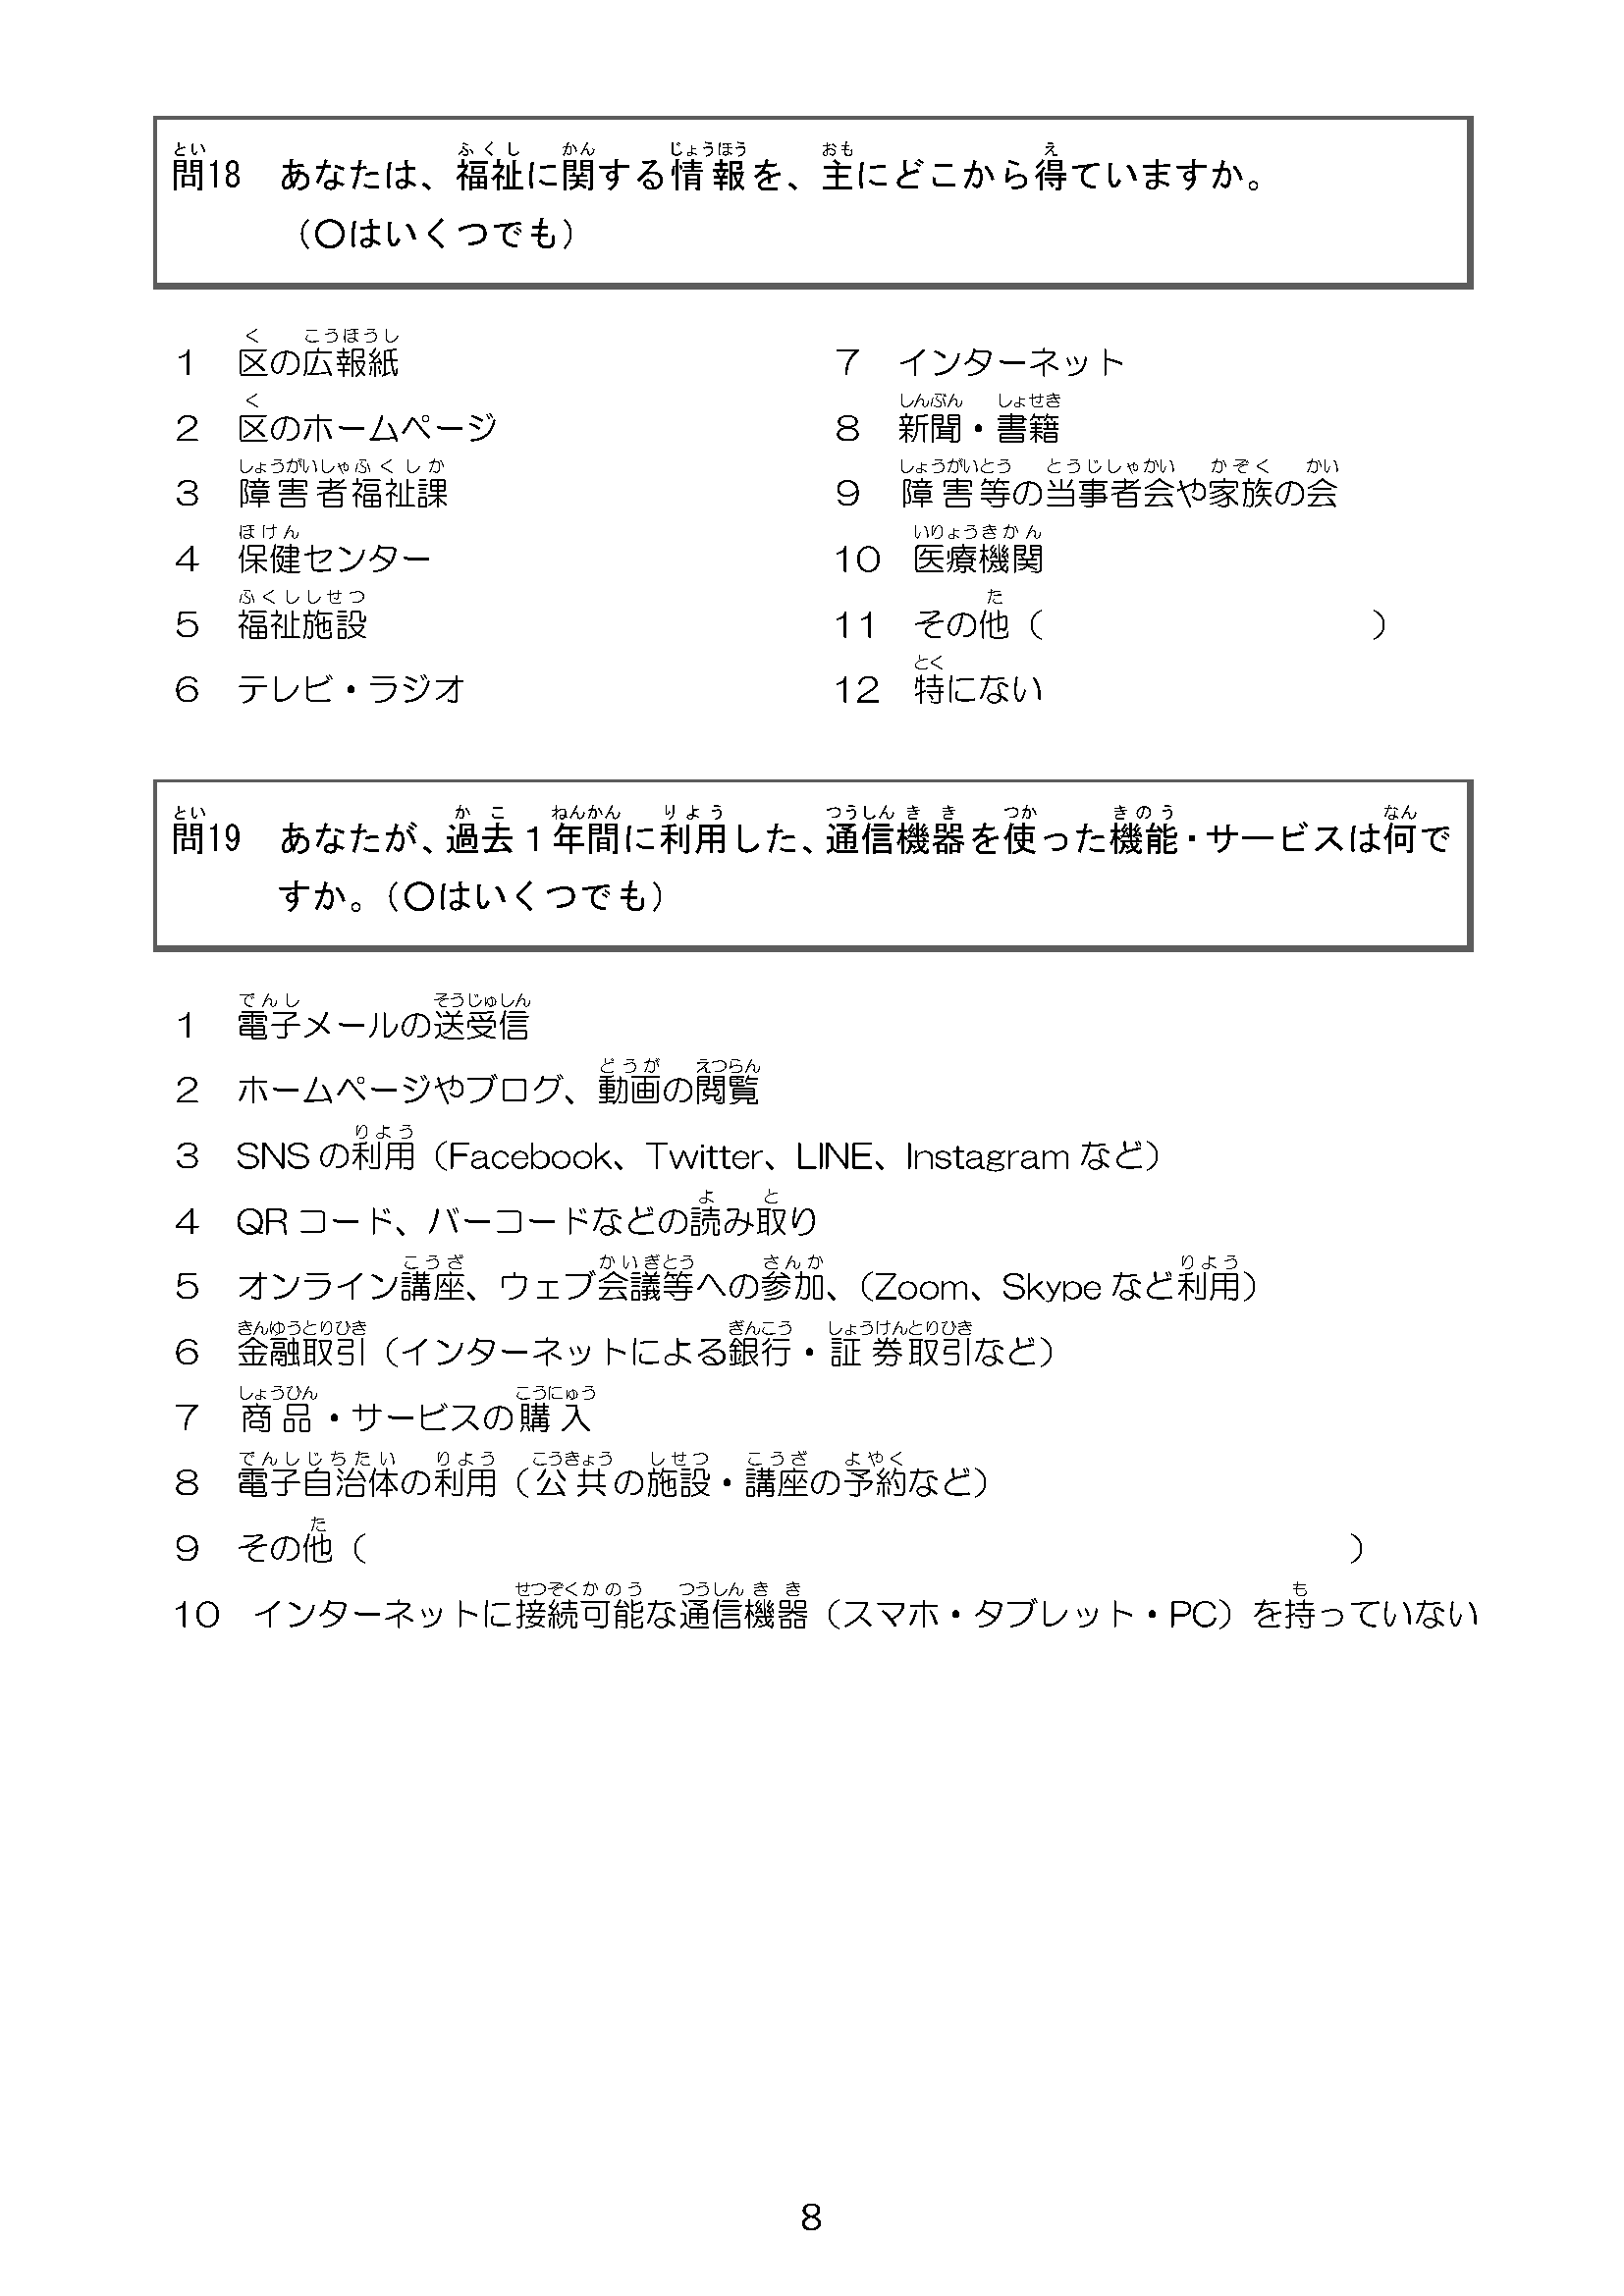 問18　あなたは、福祉に関する情報を、主にどこから得ていますか。
（〇はいくつでも）
1　区の広報紙
2　区のホームページ
3　障害者福祉課
4　保健センター
5　福祉施設
6　テレビ・ラジオ
7　インターネット
8　新聞・書籍
9　障害等の当事者会や家族の会
10　医療機関
11　その他（　　　　　　　　　　）
12　特にない
問19　あなたが、過去１年間に利用した、通信機器を使った機能・サービスは何で
すか。（〇はいくつでも）
1　電子メールの送受信
2　ホームページやブログ、動画の閲覧
3　SNSの利用（Facebook、Twitter、LINE、Instagramなど）
4　QRコード、バーコードなどの読み取り
5　オンライン講座、ウェブ会議等への参加、（Zoom、Skypeなど利用）
6　金融取引（インターネットによる銀行・証券取引など）
7　商品・サービスの購入
8　電子自治体の利用（公共の施設・講座の予約など）
9　その他（　　　　　　　　　　　　　　　　　　　　　　　　　　　　　　）
10　インターネットに接続可能な通信機器（スマホ・タブレット・PC）を持っていない
8